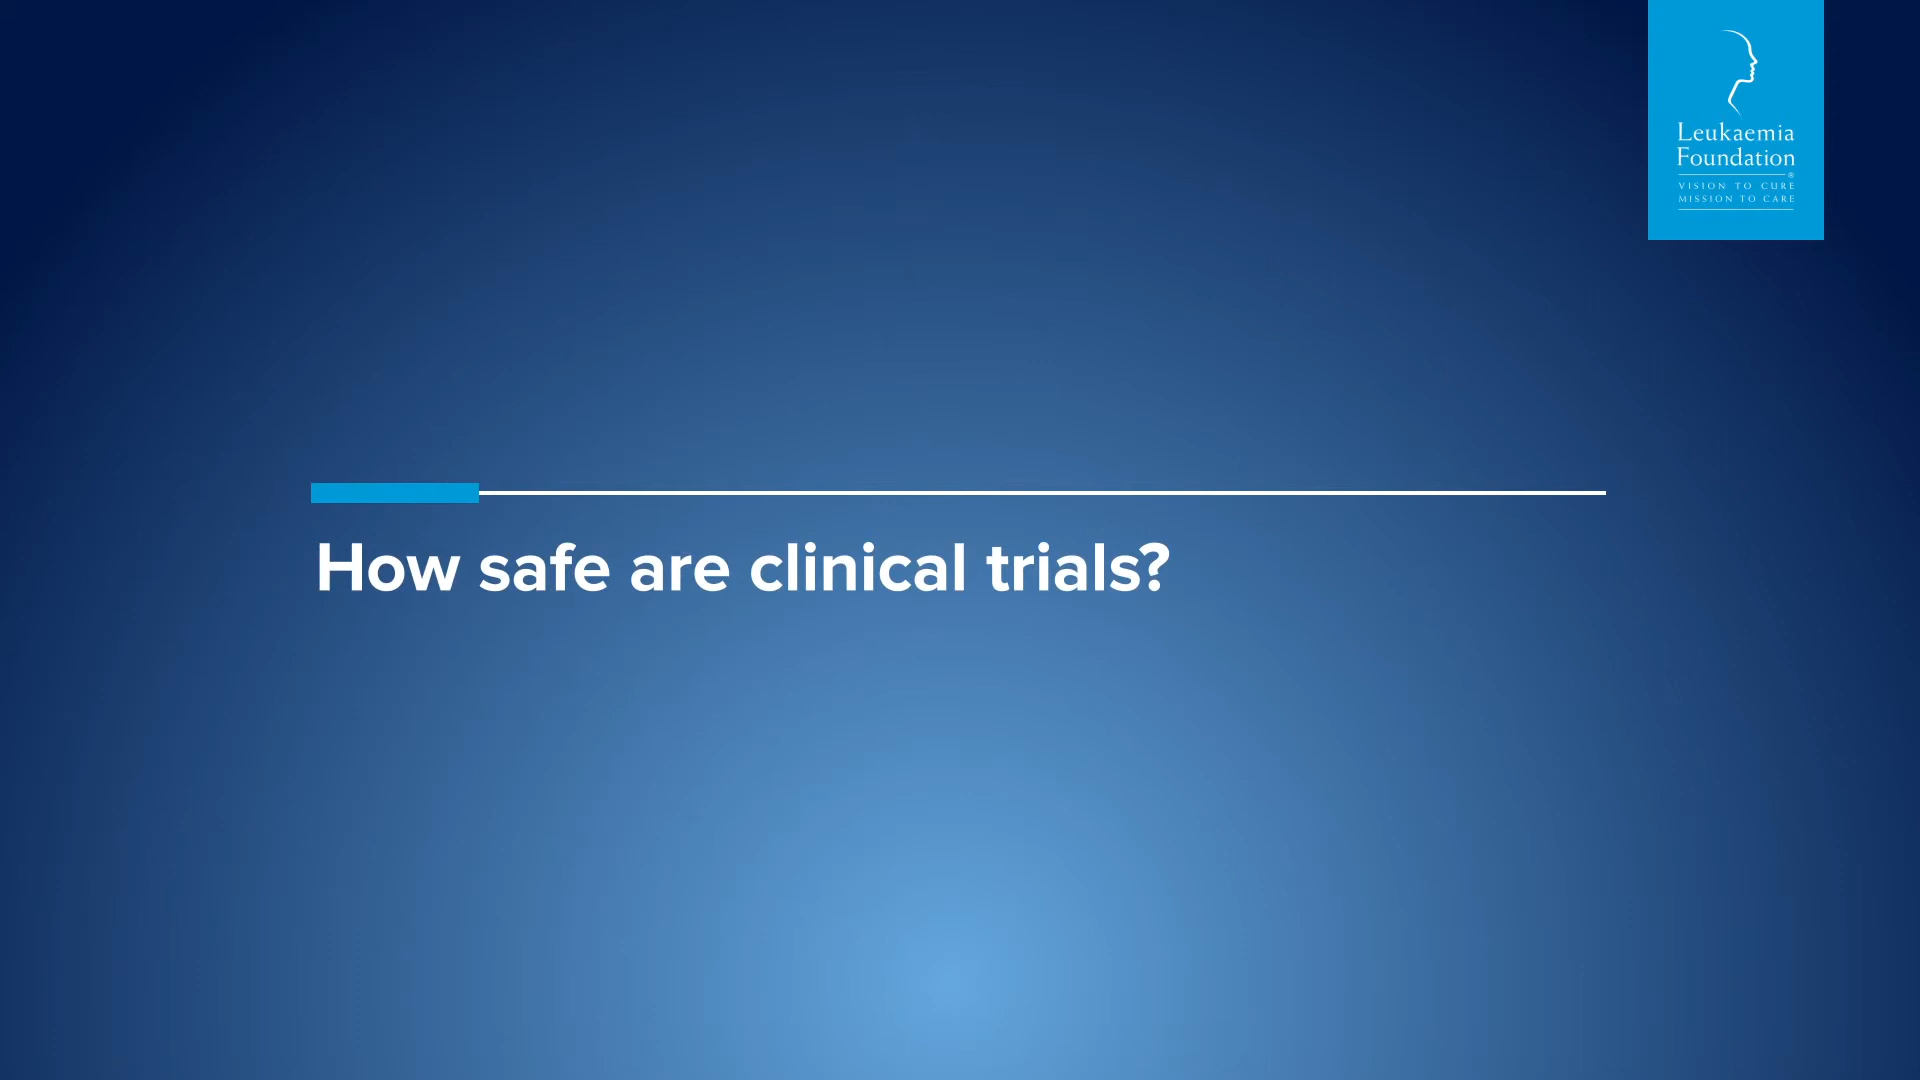 Leukaemia
Foundation
®
VISION TO CURE
MISSION TO CARE
How safe are clinical trials?